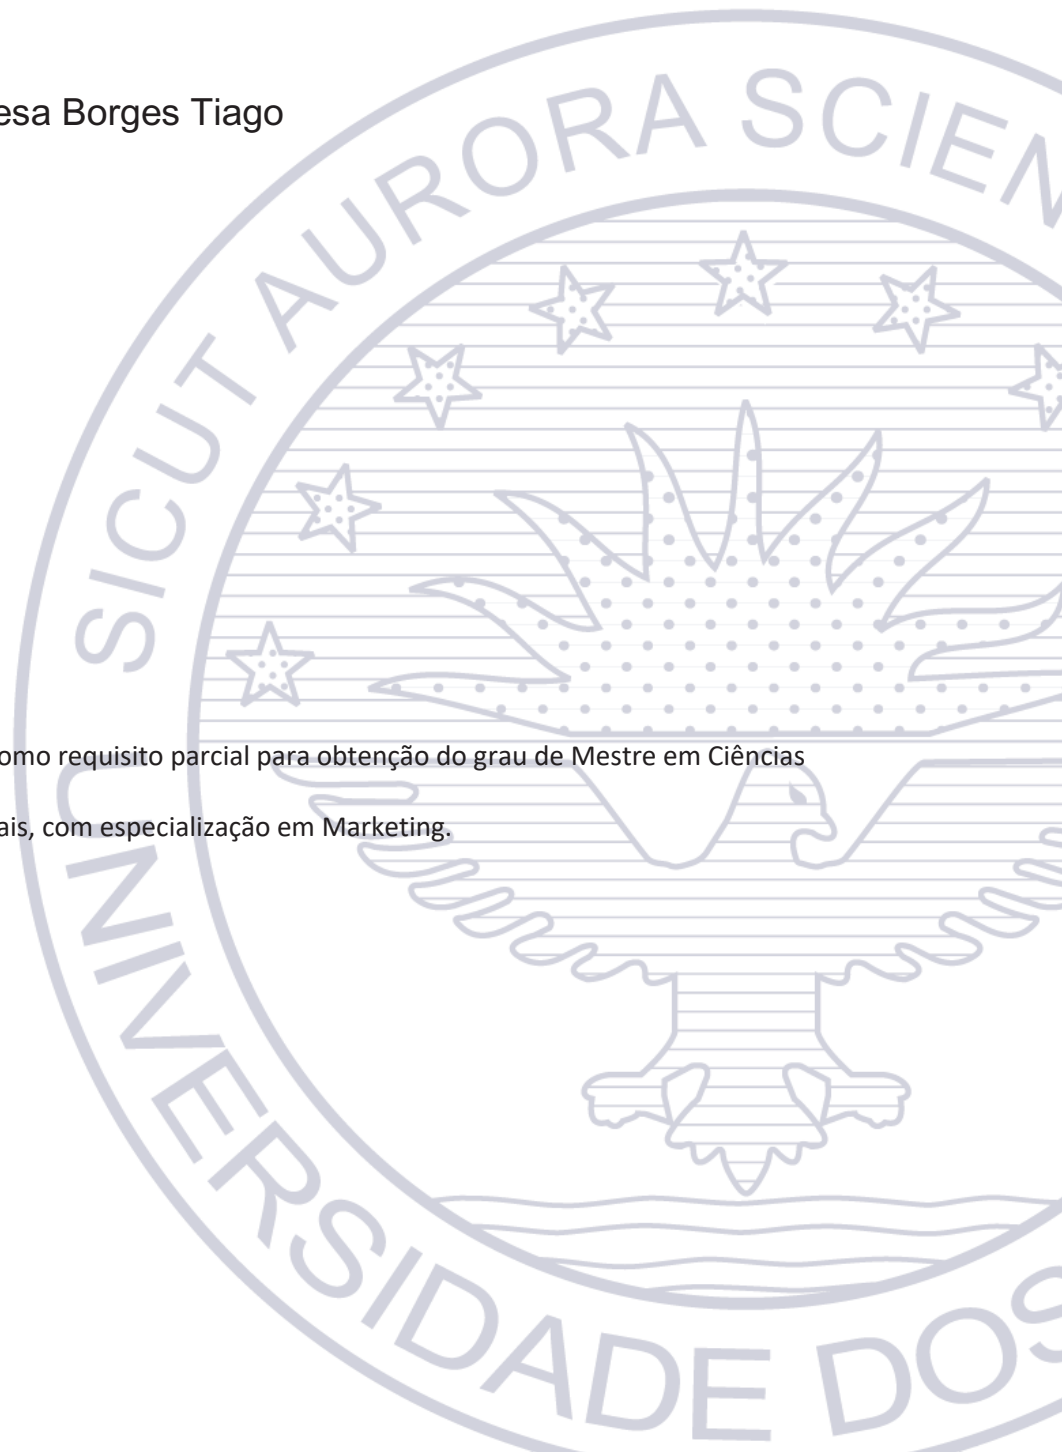 esa Borges Tiago
SICUT AURORA SCIEN
omo requisito parcial para obtenção do grau de Mestre em Ciências
ais, com especialização em Marketing.
UNIVERSIDADE DOS